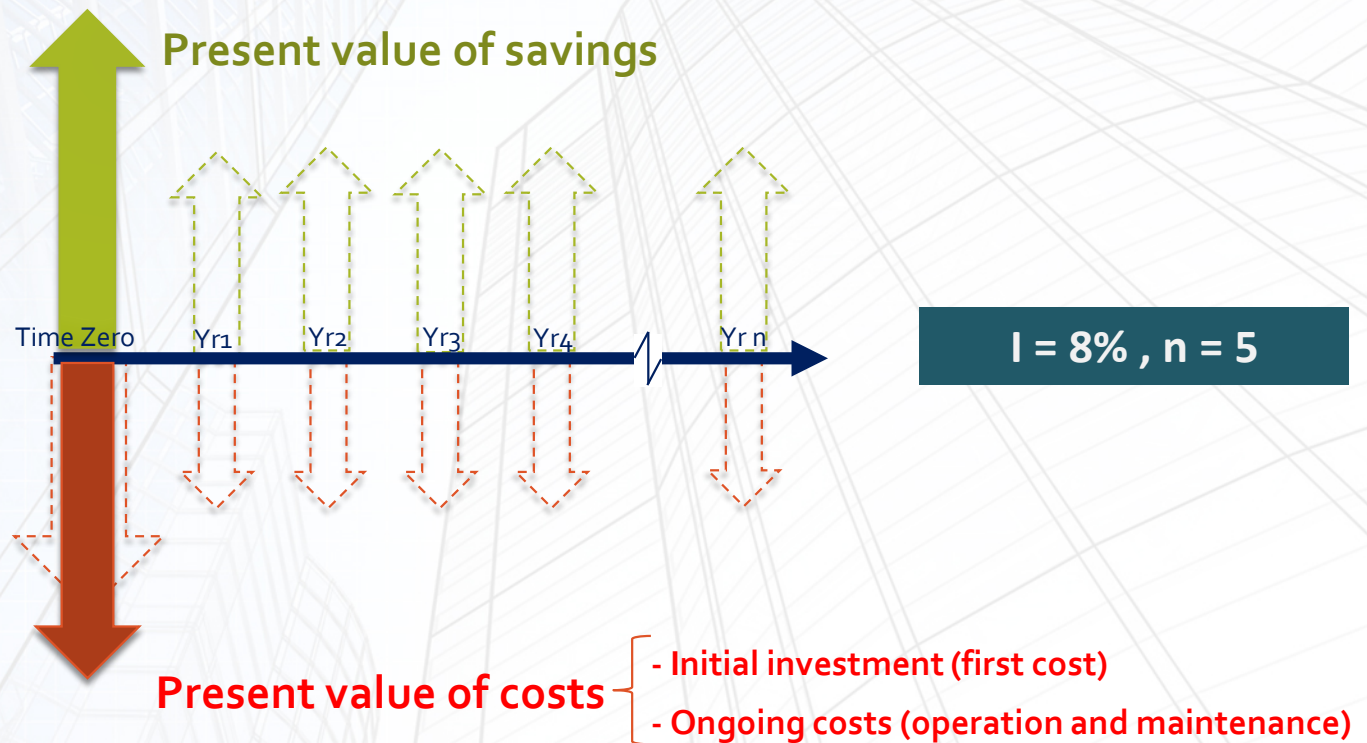 Present value of savings
Time Zero
Yr1
Yr2
Yr3
Yr4
Yr n
I = 8% , n = 5
Present value of costs
- Initial investment (first cost)
- Ongoing costs (operation and maintenance)